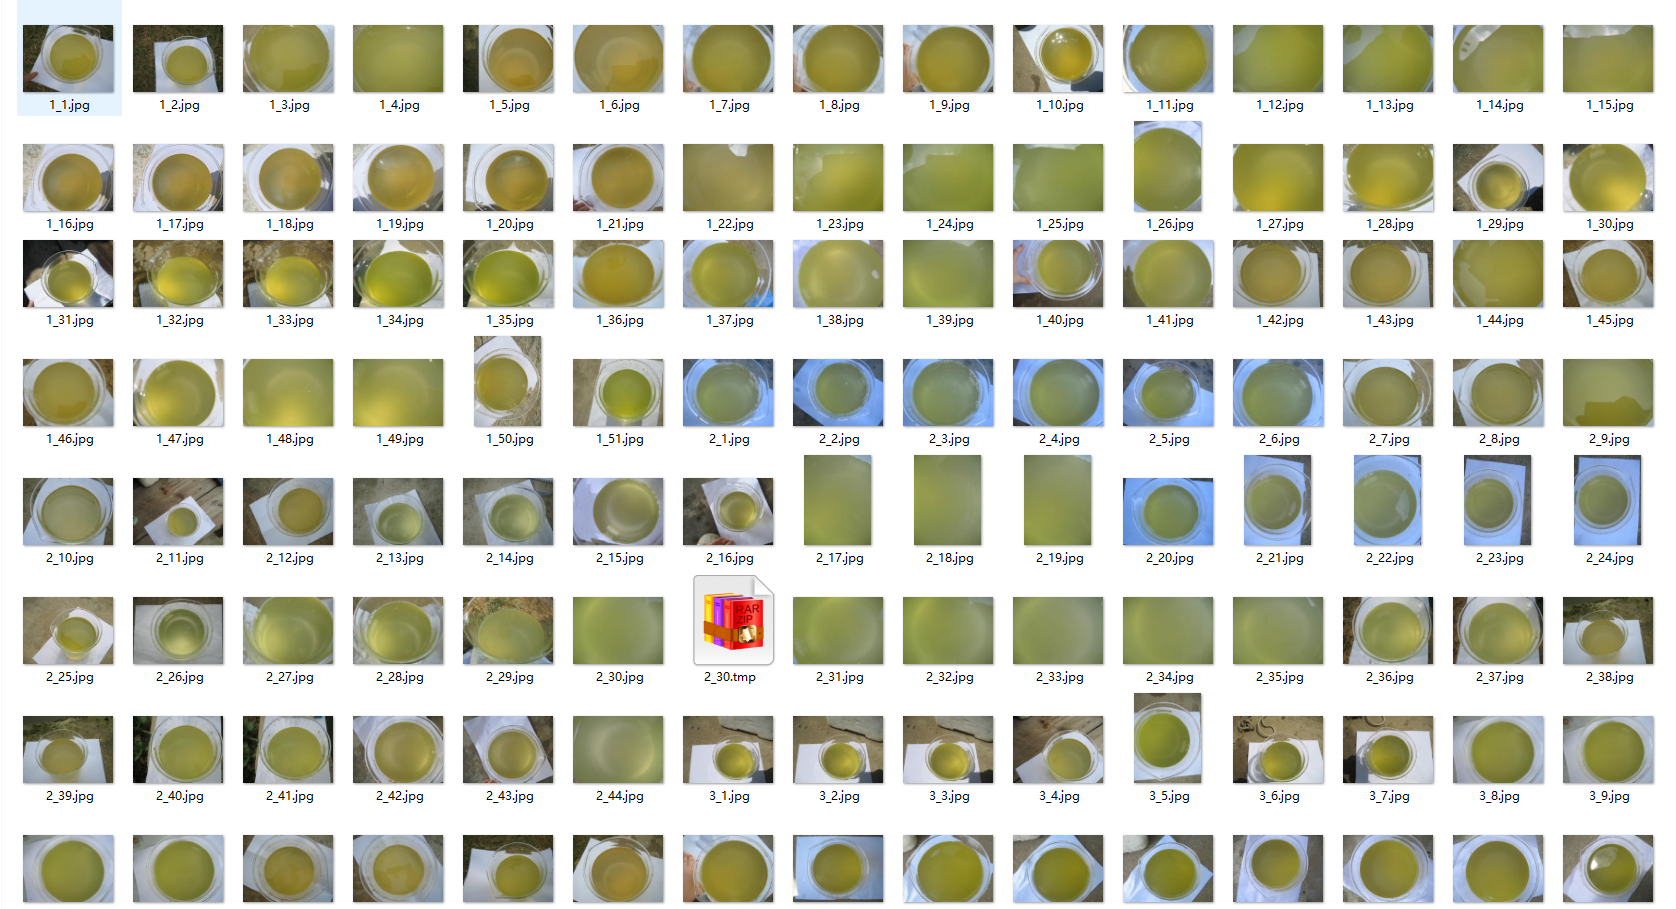 1_1.jpg 1_2.jpg 1_3.jpg 1_4.jpg 1_5.jpg 1_6.jpg 1_7.jpg 1_8.jpg 1_9.jpg 1_10.jpg 1_11.jpg 1_12.jpg 1_13.jpg 1_14.jpg 1_15.jpg
1_16.jpg 1_17.jpg 1_18.jpg 1_19.jpg 1_20.jpg 1_21.jpg 1_22.jpg 1_23.jpg 1_24.jpg 1_25.jpg 1_26.jpg 1_27.jpg 1_28.jpg 1_29.jpg 1_30.jpg
1_31.jpg 1_32.jpg 1_33.jpg 1_34.jpg 1_35.jpg 1_36.jpg 1_37.jpg 1_38.jpg 1_39.jpg 1_40.jpg 1_41.jpg 1_42.jpg 1_43.jpg 1_44.jpg 1_45.jpg
1_46.jpg 1_47.jpg 1_48.jpg 1_49.jpg 1_50.jpg 1_51.jpg 2_1.jpg 2_2.jpg 2_3.jpg 2_4.jpg 2_5.jpg 2_6.jpg 2_7.jpg 2_8.jpg 2_9.jpg
2_10.jpg 2_11.jpg 2_12.jpg 2_13.jpg 2_14.jpg 2_15.jpg 2_16.jpg 2_17.jpg 2_18.jpg 2_19.jpg 2_20.jpg 2_21.jpg 2_22.jpg 2_23.jpg 2_24.jpg
RAR
ZIP
2_25.jpg 2_26.jpg 2_27.jpg 2_28.jpg 2_29.jpg 2_30.jpg 2_30.tmp 2_31.jpg 2_32.jpg 2_33.jpg 2_34.jpg 2_35.jpg 2_36.jpg 2_37.jpg 2_38.jpg
2_39.jpg 2_40.jpg 2_41.jpg 2_42.jpg 2_43.jpg 2_44.jpg 3_1.jpg 3_2.jpg 3_3.jpg 3_4.jpg 3_5.jpg 3_6.jpg 3_7.jpg 3_8.jpg 3_9.jpg